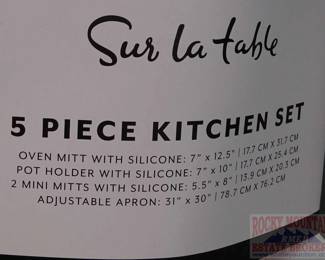 Sur la table
5 PIECE KITCHEN SET
OVEN MITT WITH SILICONE: 7" x 12.5" | 17.7 CM X 31.7 CM
POT HOLDER WITH SILICONE: 7" x 10" | 17.7 CM X 25.4 CM
2 MINI MITTS WITH SILICONE: 5.5" x 8" | 13.9 CM X 20.3 CM
ADJUSTABLE APRON: 31" x 30" | 78.7 CM X 76.2 CM
ROCKY MOUNTAIN
ESTATE BROKERS